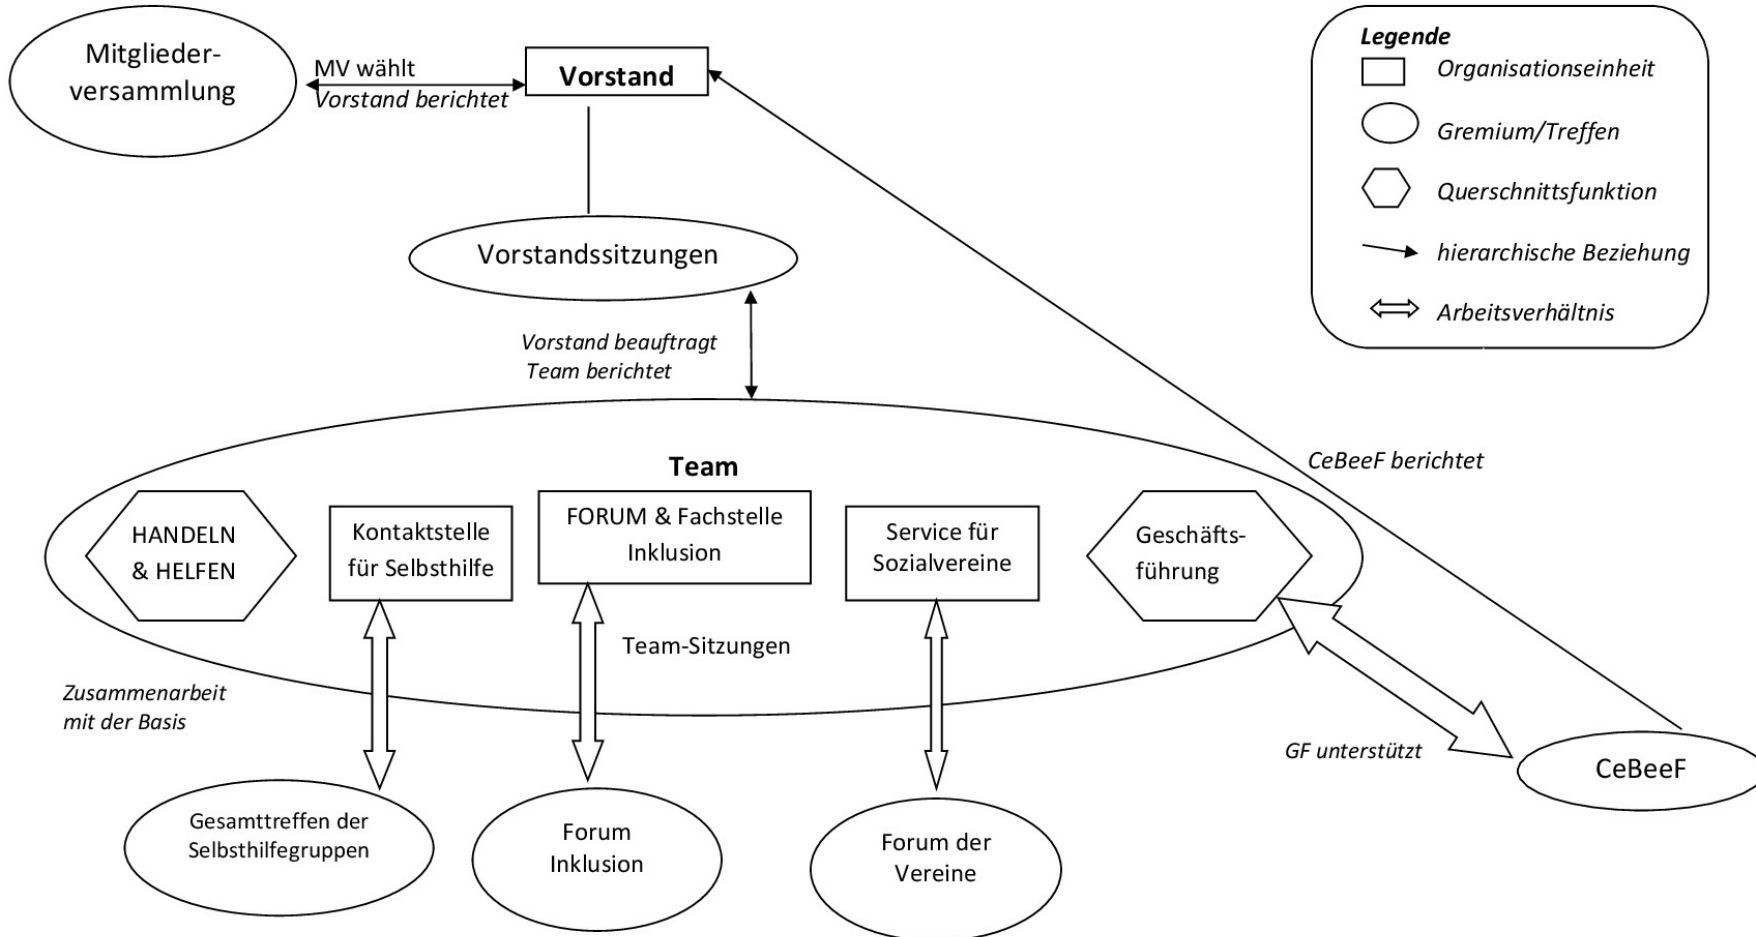 Mitglieder-
versammlung
MV wählt
Vorstand berichtet
Vorstand
Legende
Organisationseinheit
Gremium/Treffen
Querschnittsfunktion
hierarchische Beziehung
Arbeitsverhältnis
Vorstandssitzungen
Vorstand beauftragt
Team berichtet
CeBeeF berichtet
Team
HANDELN
& HELFEN
Kontaktstelle
für Selbsthilfe
FORUM & Fachstelle
Inklusion
Service für
Sozialvereine
Geschäfts-
führung
Team-Sitzungen
Zusammenarbeit
mit der Basis
GF unterstützt
CeBeeF
Gesamttreffen der
Selbsthilfegruppen
Forum
Inklusion
Forum der
Vereine